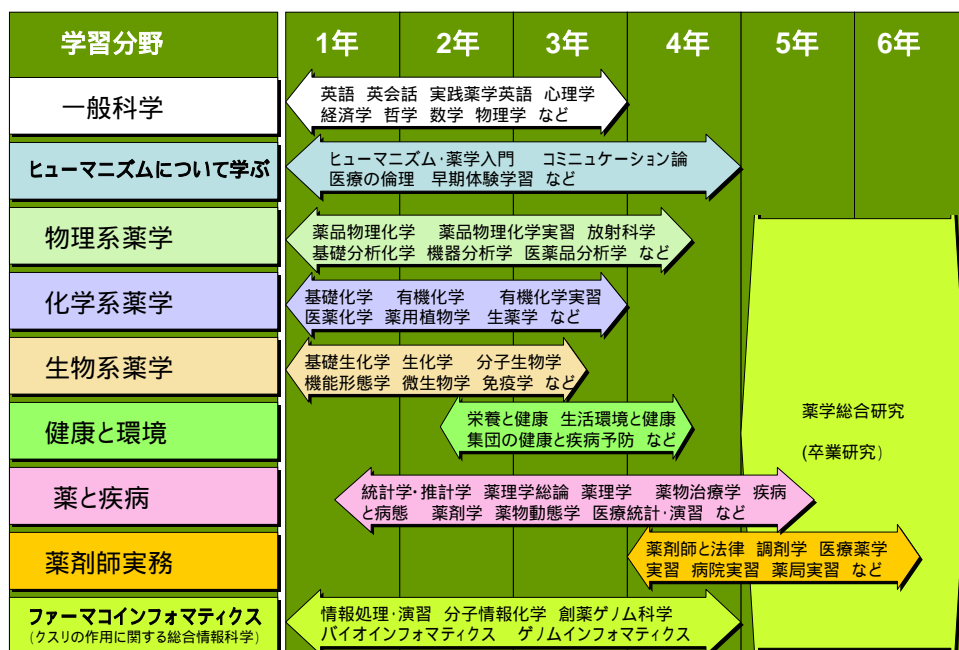 学習分野 1年 2年 3年 4年 5年 6年
一般科学
英語 英会話 実践薬学英語 心理学
経済学 哲学 数学 物理学 など
ヒューマニズムについて学ぶ
ヒューマニズム・薬学入門 コミニュケーション論
医療の倫理 早期体験学習 など
物理系薬学
薬品物理化学 薬品物理化学実習 放射科学
基礎分析化学 機器分析学 医薬品分析学 など
化学系薬学
基礎化学 有機化学 有機化学実習
医薬化学 薬用植物学 生薬学 など
生物系薬学
基礎生化学 生化学 分子生物学
機能形態学 微生物学 免疫学 など
健康と環境
栄養と健康 生活環境と健康
集団の健康と疾病予防 など
薬と疾病
統計学・推計学 薬理学総論 薬理学 薬物治療学 疾病
と病態 薬剤学 薬物動態学 医療統計・演習 など
薬剤師実務
薬剤師と法律 調剤学 医療薬学
実習 病院実習 薬局実習 など
ファーマコインフォマティクス
(クスリの作用に関する総合情報科学)
情報処理・演習 分子情報化学 創薬ゲノム科学
バイオインフォマティクス ゲノムインフォマティクス
薬学総合研究
(卒業研究)